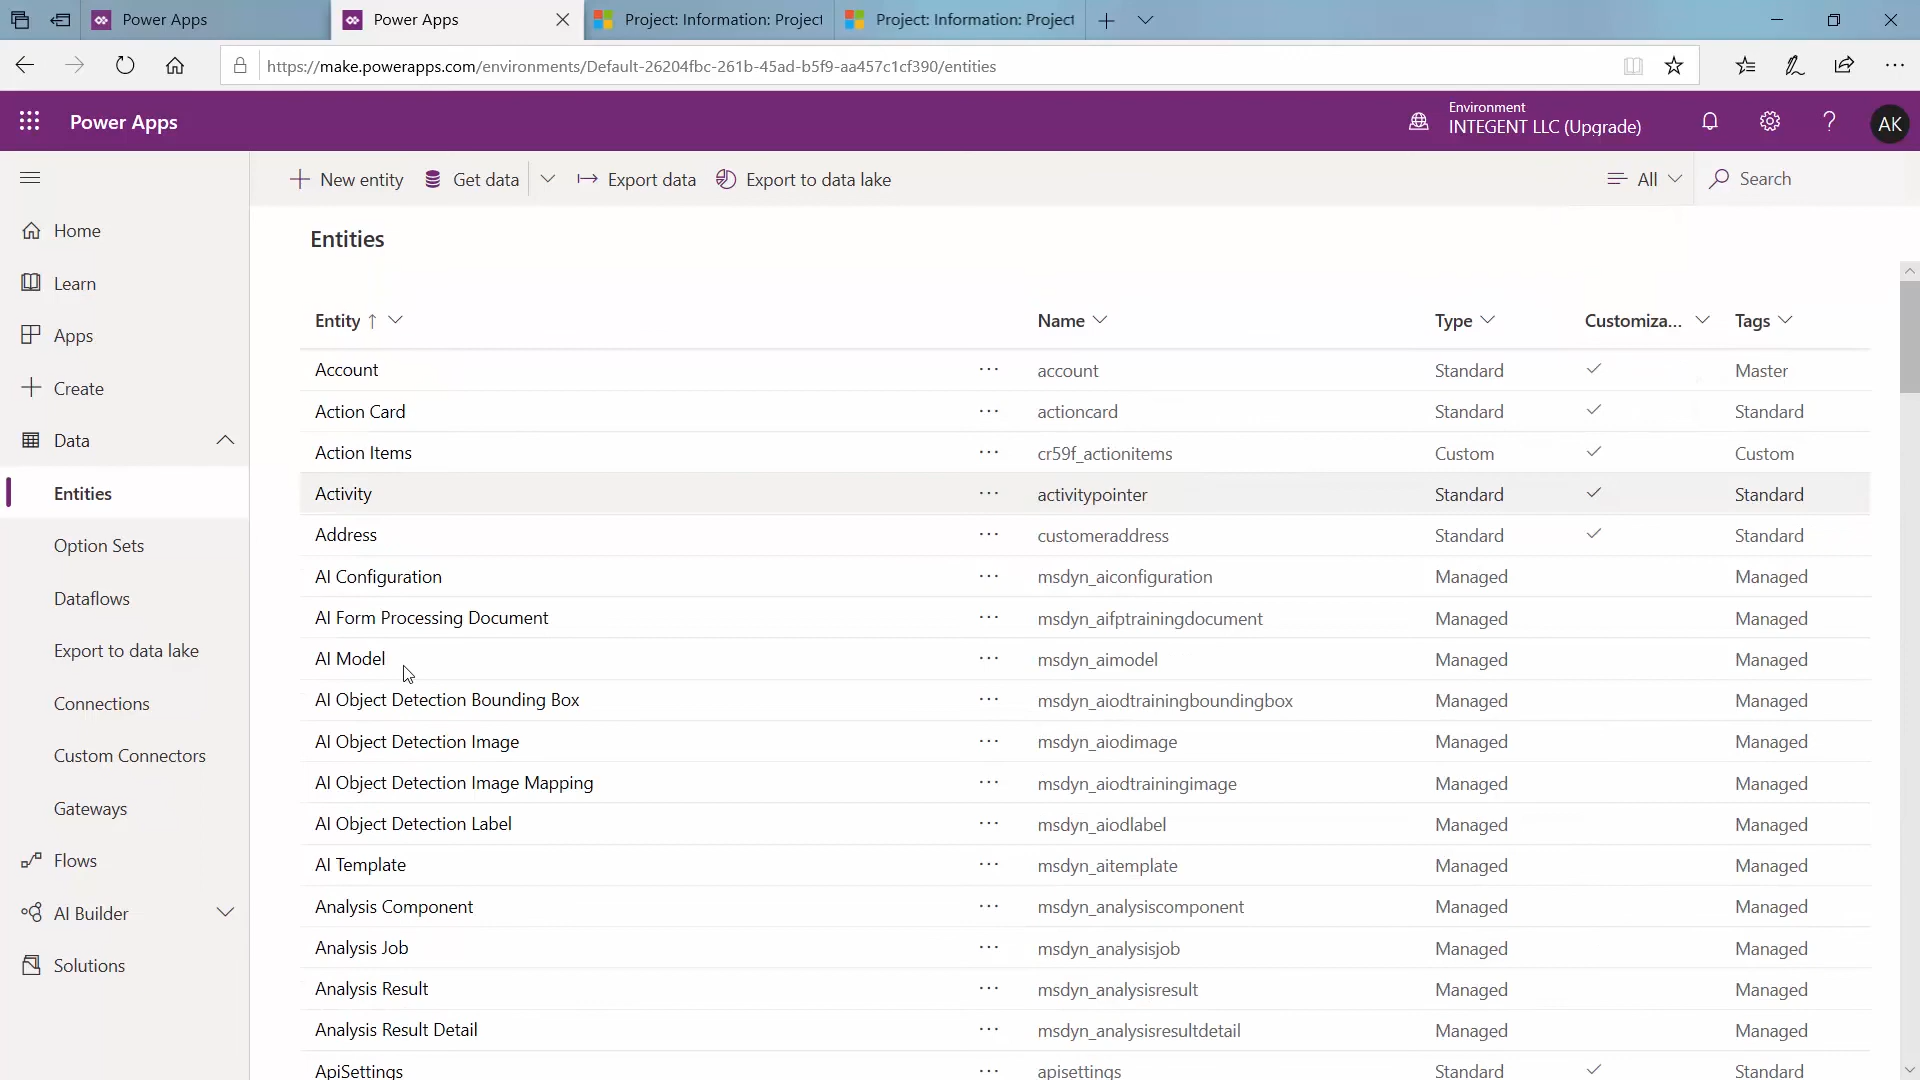 Power Apps
Power Apps
Project: Information: Project
Project: Information: Project
https://make.powerapps.com/environments/Default-26204fbc-261b-45ad-b5f9-aa457c1cf390/entities
Power Apps
Environment
INTEGENT LLC (Upgrade)
?
AK
New entity
Get data
Export data
Export to data lake
All
Search
Home
Learn
Apps
Create
Data
Entities
Option Sets
Dataflows
Export to data lake
Connections
Custom Connectors
Gateways
Flows
AI Builder
Solutions
Entities
Entity ↑ Name Type Customiza... Tags
Account ... account Standard ✓ Master
Action Card ... actioncard Standard ✓ Standard
Action Items ... cr59f_actionitems Custom ✓ Custom
Activity ... activitypointer Standard ✓ Standard
Address ... customeraddress Standard ✓ Standard
AI Configuration ... msdyn_aiconfiguration Managed Managed
AI Form Processing Document ... msdyn_aifptrainingdocument Managed Managed
AI Model ... msdyn_aimodel Managed Managed
AI Object Detection Bounding Box ... msdyn_aiodtrainingboundingbox Managed Managed
AI Object Detection Image ... msdyn_aiodimage Managed Managed
AI Object Detection Image Mapping ... msdyn_aiodtrainingimage Managed Managed
AI Object Detection Label ... msdyn_aiodlabel Managed Managed
AI Template ... msdyn_aitemplate Managed Managed
Analysis Component ... msdyn_analysiscomponent Managed Managed
Analysis Job ... msdyn_analysisjob Managed Managed
Analysis Result ... msdyn_analysisresult Managed Managed
Analysis Result Detail ... msdyn_analysisresultdetail Managed Managed
ApiSettings ... apisettings Standard ✓ Standard